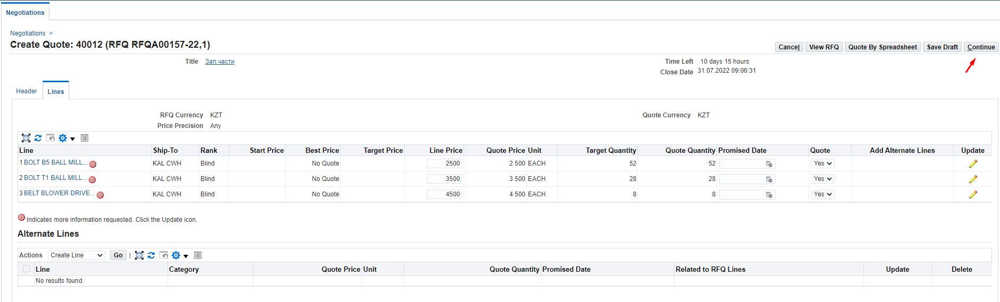 Negotiations
Negotiations >
Create Quote: 40012 (RFQ RFQA00157-22,1)
Cancel View RFQ Quote By Spreadsheet Save Draft Continue
Title Зап.части
Time Left 10 days 15 hours
Close Date 31.07.2022 09:06:31
Header Lines
RFQ Currency KZT Quote Currency KZT
Price Precision Any
Line Ship-To Rank Start Price Best Price Target Price Line Price Quote Price Unit Target Quantity Quote Quantity Promised Date Quote Add Alternate Lines Update
1 BOLT B5 BALL MILL... KAL CWH Blind No Quote 2500 2 500 EACH 52 52 Yes
2 BOLT T1 BALL MILL... KAL CWH Blind No Quote 3500 3 500 EACH 28 28 Yes
3 BELT BLOWER DRIVE... KAL CWH Blind No Quote 4500 4 500 EACH 8 8 Yes
Indicates more information requested. Click the Update icon.
Alternate Lines
Actions Create Line Go |
Line Category Quote Price Unit Quote Quantity Promised Date Related to RFQ Lines Update Delete
No results found.